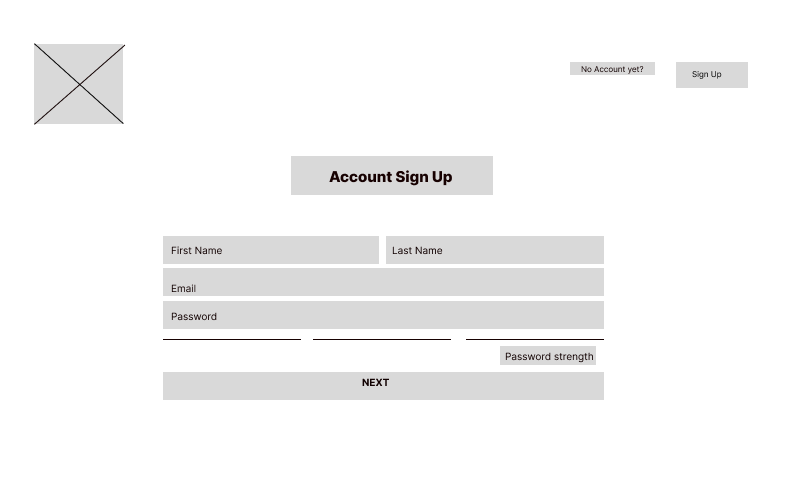 No Account yet?
Sign Up
Account Sign Up
First Name
Last Name
Email
Password
Password strength
NEXT